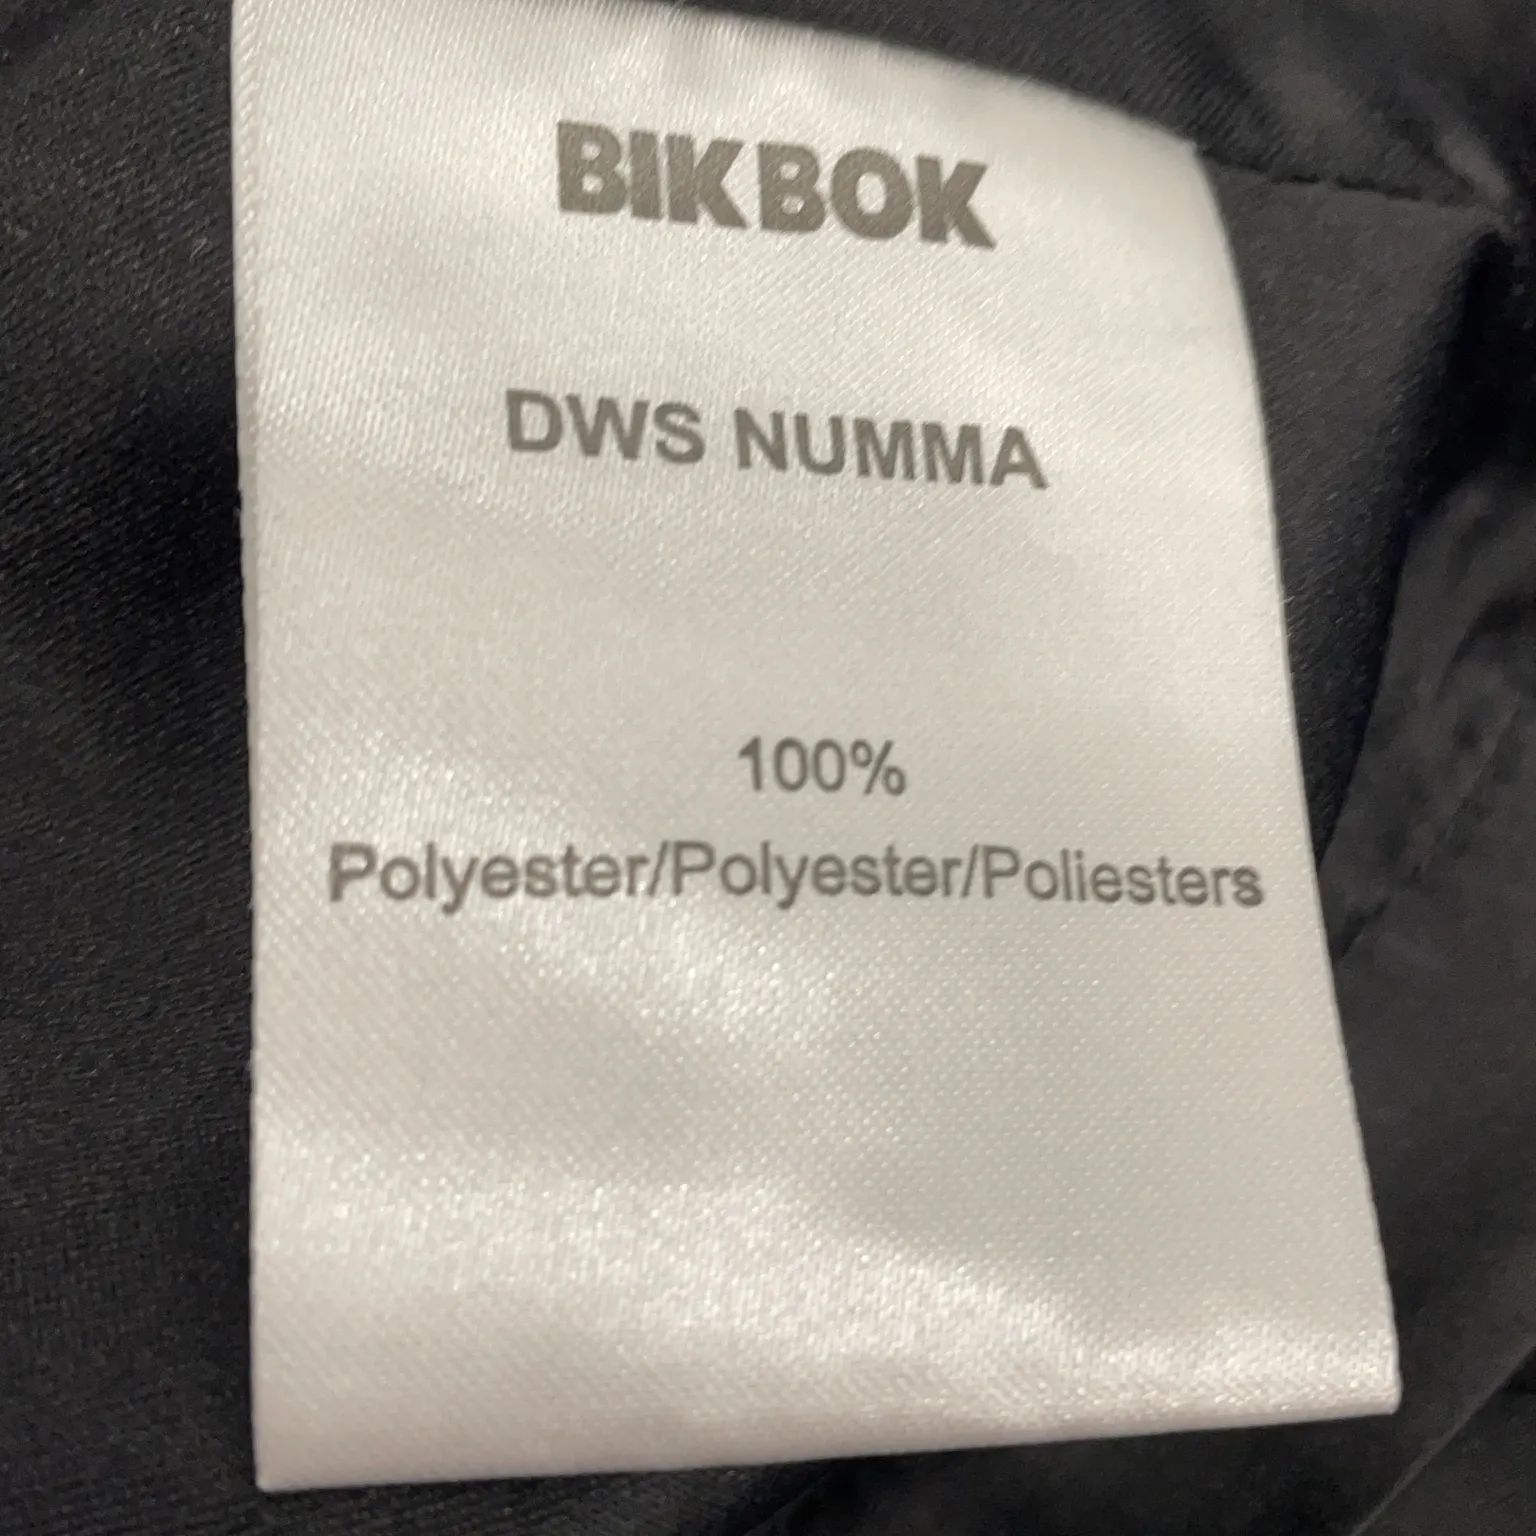 BIKBOK
DWS NUMMA
100%
Polyester/Polyester/Poliesters